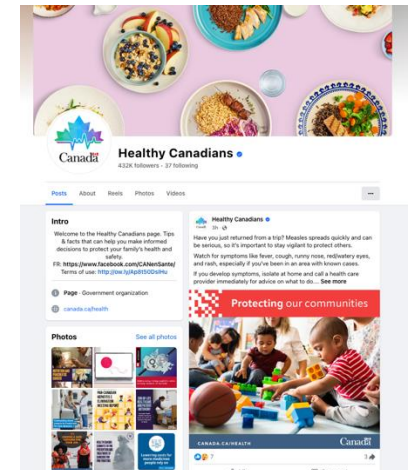 Canada
Healthy Canadians
432K followers • 37 following
Posts
About
Reels
Photos
Videos
Intro
Welcome to the Healthy Canadians page. Tips
& facts that can help you make informed
decisions to protect your family's health and
safety.
FR: https://www.facebook.com/CANenSante/
Terms of use:
Page · Government organization
canada.ca/health
Photos
See all photos
Healthy Canadians
Have you just returned from a trip? Measles spreads quickly and can
be serious, so it's important to stay vigilant to protect others.
Watch for symptoms like fever, cough, runny nose, red/watery eyes,
and rash, especially if you've been in an area with known cases.
If you develop symptoms, isolate at home and call a health care
provider immediately for advice on what to do... See more
Protecting our communities
CANADA.CA/HEALTH
Canada
7
3